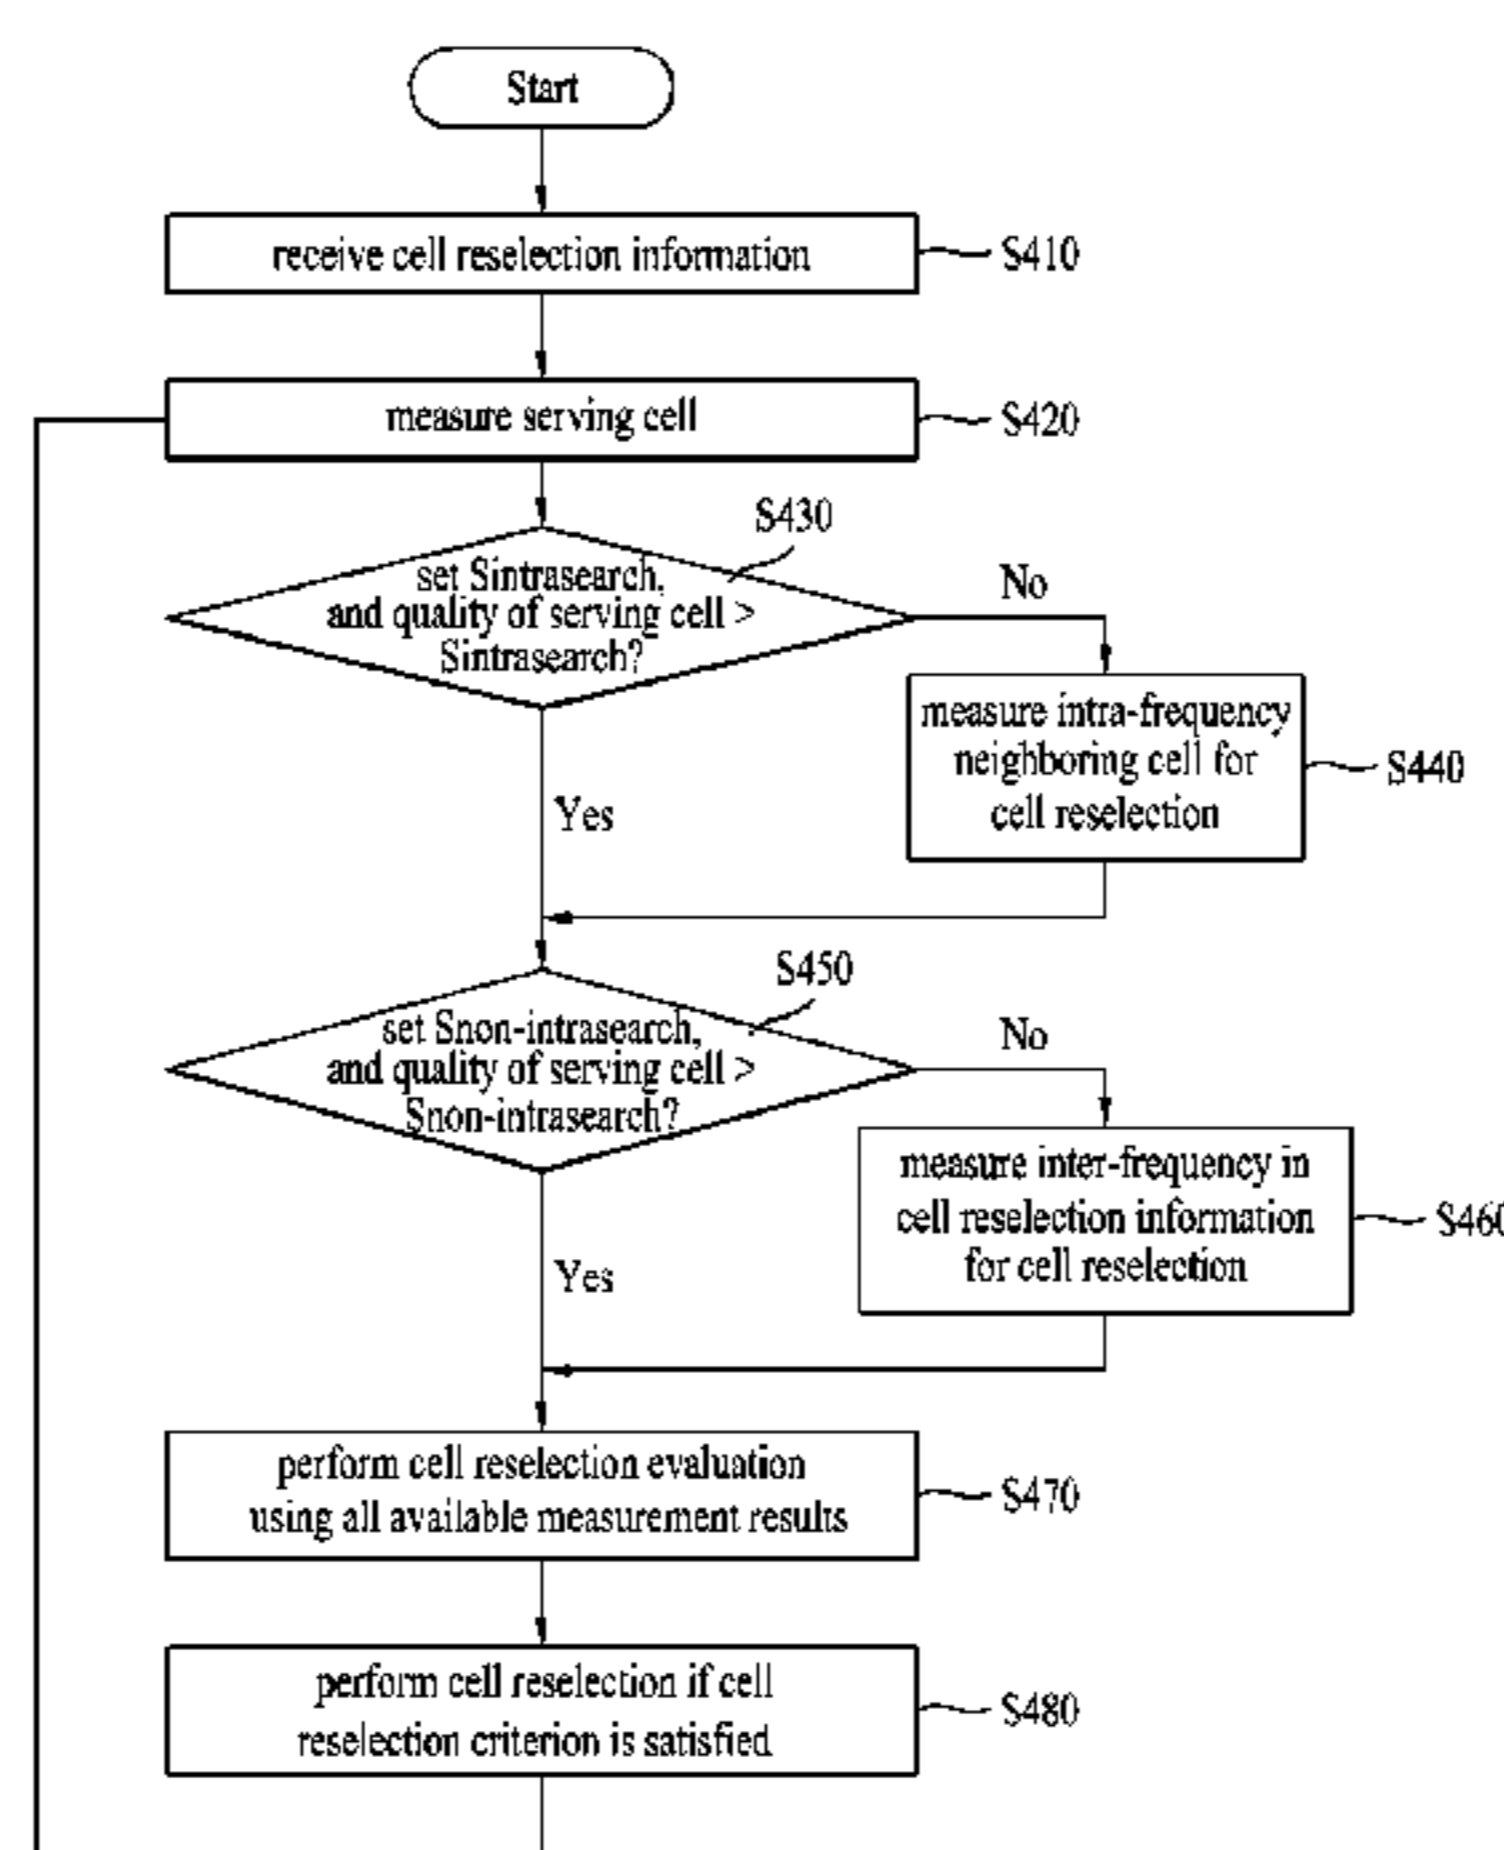 Start
receive cell reselection information
S410
measure serving cell
S420
S430
set Sintrasearch,
and quality of serving cell >
Sintrasearch?
No
measure intra-frequency
neighboring cell for
cell reselection
S440
Yes
S450
set Snon-intrasearch,
and quality of serving cell >
Snon-intrasearch?
No
measure inter-frequency in
cell reselection information
for cell reselection
S460
Yes
perform cell reselection evaluation
using all available measurement results
S470
perform cell reselection if cell
reselection criterion is satisfied
S480